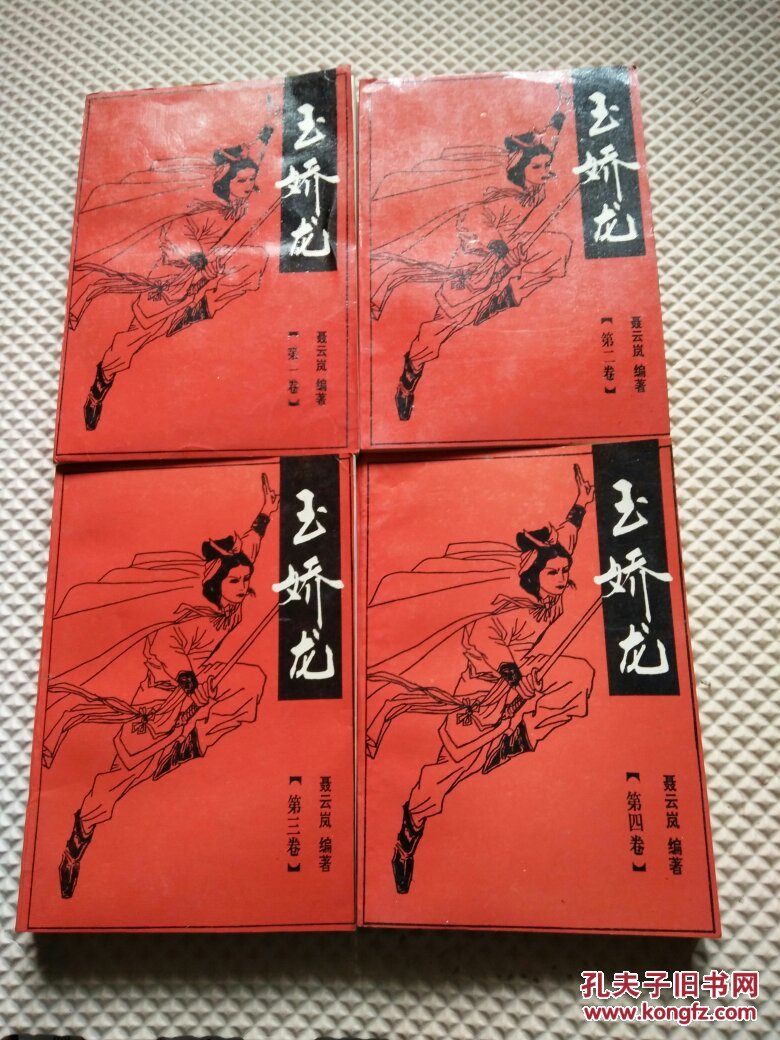 玉娇龙
聂云岚 编著
【第一卷】
玉娇龙
聂云岚 编著
【第二卷】
玉娇龙
聂云岚 编著
【第三卷】
玉娇龙
聂云岚 编著
【第四卷】
孔夫子旧书网
www.kongfz.com